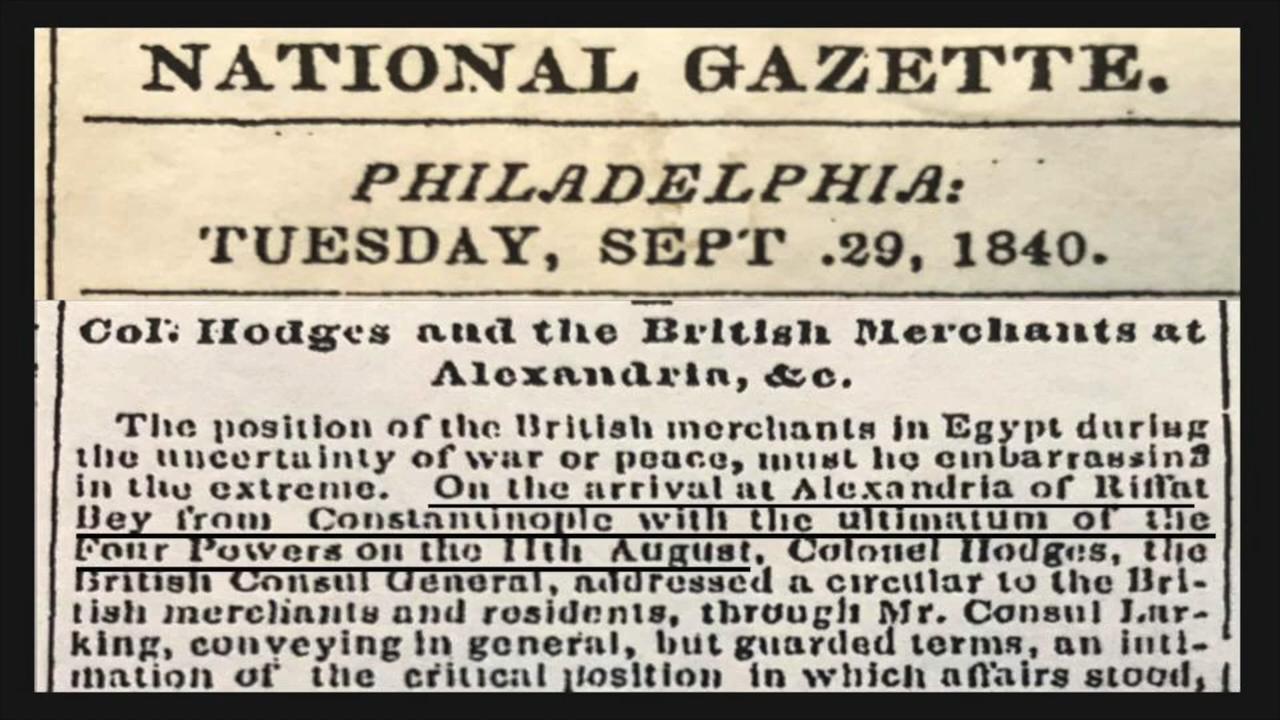 NATIONAL GAZETTE.
PHILADELPHIA:
TUESDAY, SEPT .29, 1840.
Col. Hodges and the British Merchants at
Alexandria, &c.
The position of the British merchants in Egypt during
the uncertainty of war or peace, must be embarrassing
in the extreme. On the arrival at Alexandria of Riffat
Bey from Constantinople with the ultimatum of the
Four Powers on the 11th August, Colonel Hodges, the
British Consul General, addressed a circular to the Bri-
tish merchants and residents, through Mr. Consul Lar-
king, conveying in general, but guarded terms, an inti-
mation of the critical position in which affairs stood,